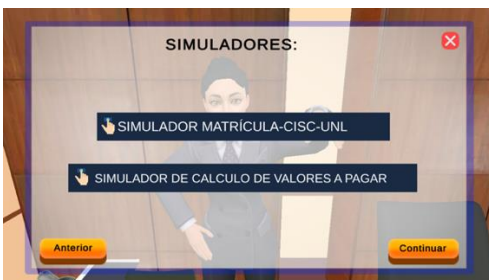 SIMULADORES:
SIMULADOR MATRÍCULA-CISC-UNL
SIMULADOR DE CALCULO DE VALORES A PAGAR
Anterior
Continuar